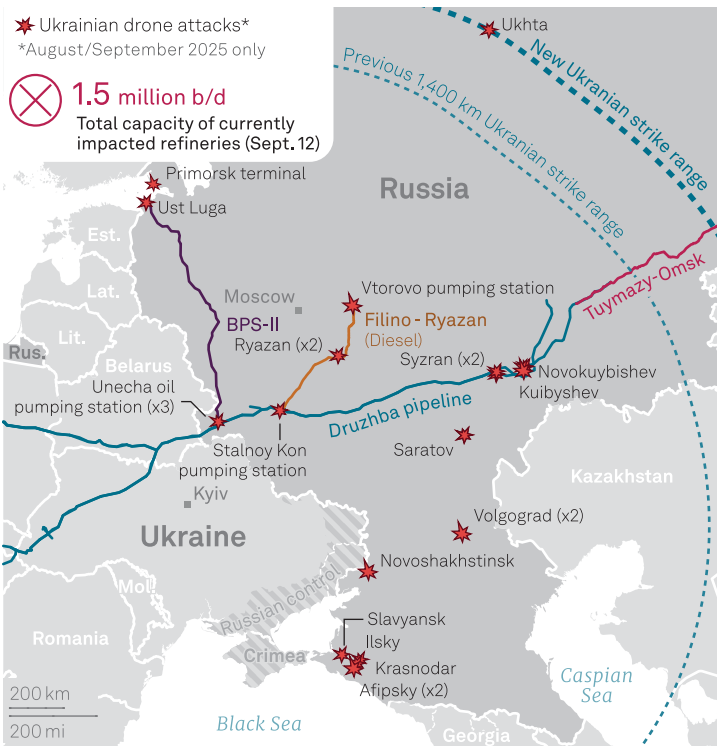 Ukrainian drone attacks*
*August/September 2025 only
1.5 million b/d
Total capacity of currently
impacted refineries (Sept. 12)
Ukhta
New Ukranian strike range
Previous 1,400 km Ukranian strike range
Primorsk terminal
Ust Luga
Russia
Est.
Lat.
Lit.
Rus.
Belarus
Moscow
BPS-II
Vtorovo pumping station
Filino - Ryazan
(Diesel)
Ryazan (x2)
Tuymazy-Omsk
Syzran (x2)
Novokuybishev
Kuibyshev
Unecha oil
pumping station (x3)
Druzhba pipeline
Stalnoy Kon
pumping station
Saratov
Kazakhstan
Kyiv
Ukraine
Volgograd (x2)
Novoshakhstinsk
Mol.
Russian control
Slavyansk
Ilsky
Romania
Crimea
Krasnodar
Afipsky (x2)
Caspian
Sea
200 km
200 mi
Black Sea
Georgia